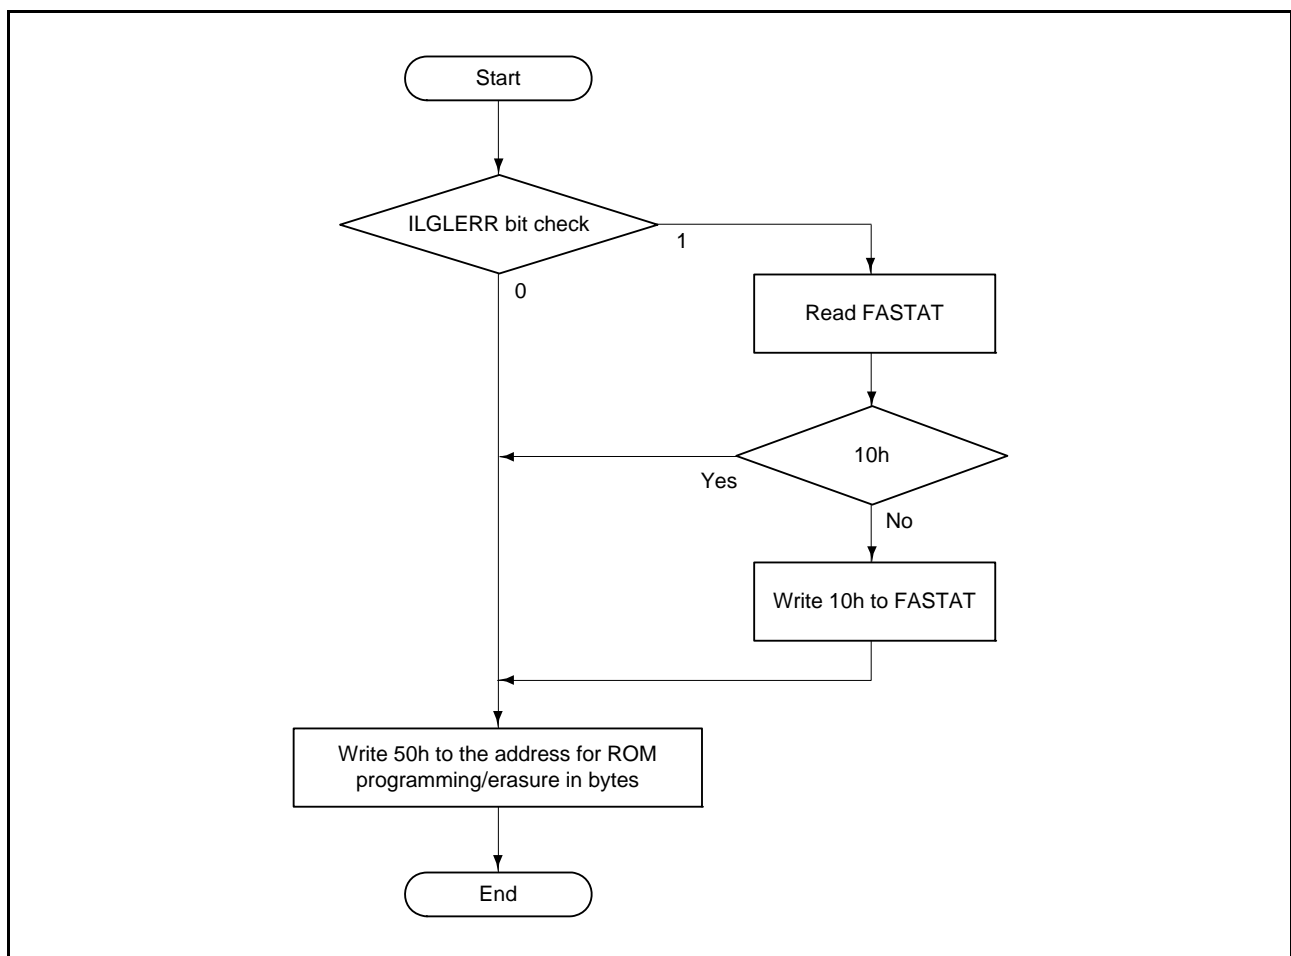 Start
ILGLERR bit check
1
0
Read FASTAT
10h
Yes
No
Write 10h to FASTAT
Write 50h to the address for ROM
programming/erasure in bytes
End